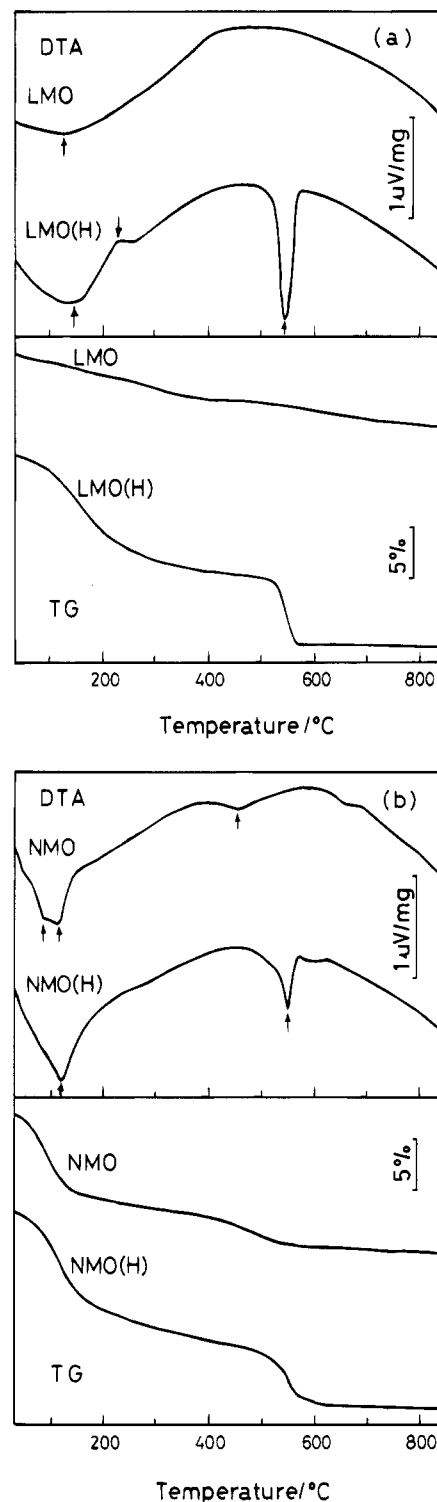 DTA (a)
LMO
1uV/mg
LMO(H)
LMO
LMO(H)
5%
TG
200 400 600 800
Temperature/°C
DTA (b)
NMO
1uV/mg
NMO(H)
NMO
5%
NMO(H)
TG
200 400 600 800
Temperature/°C